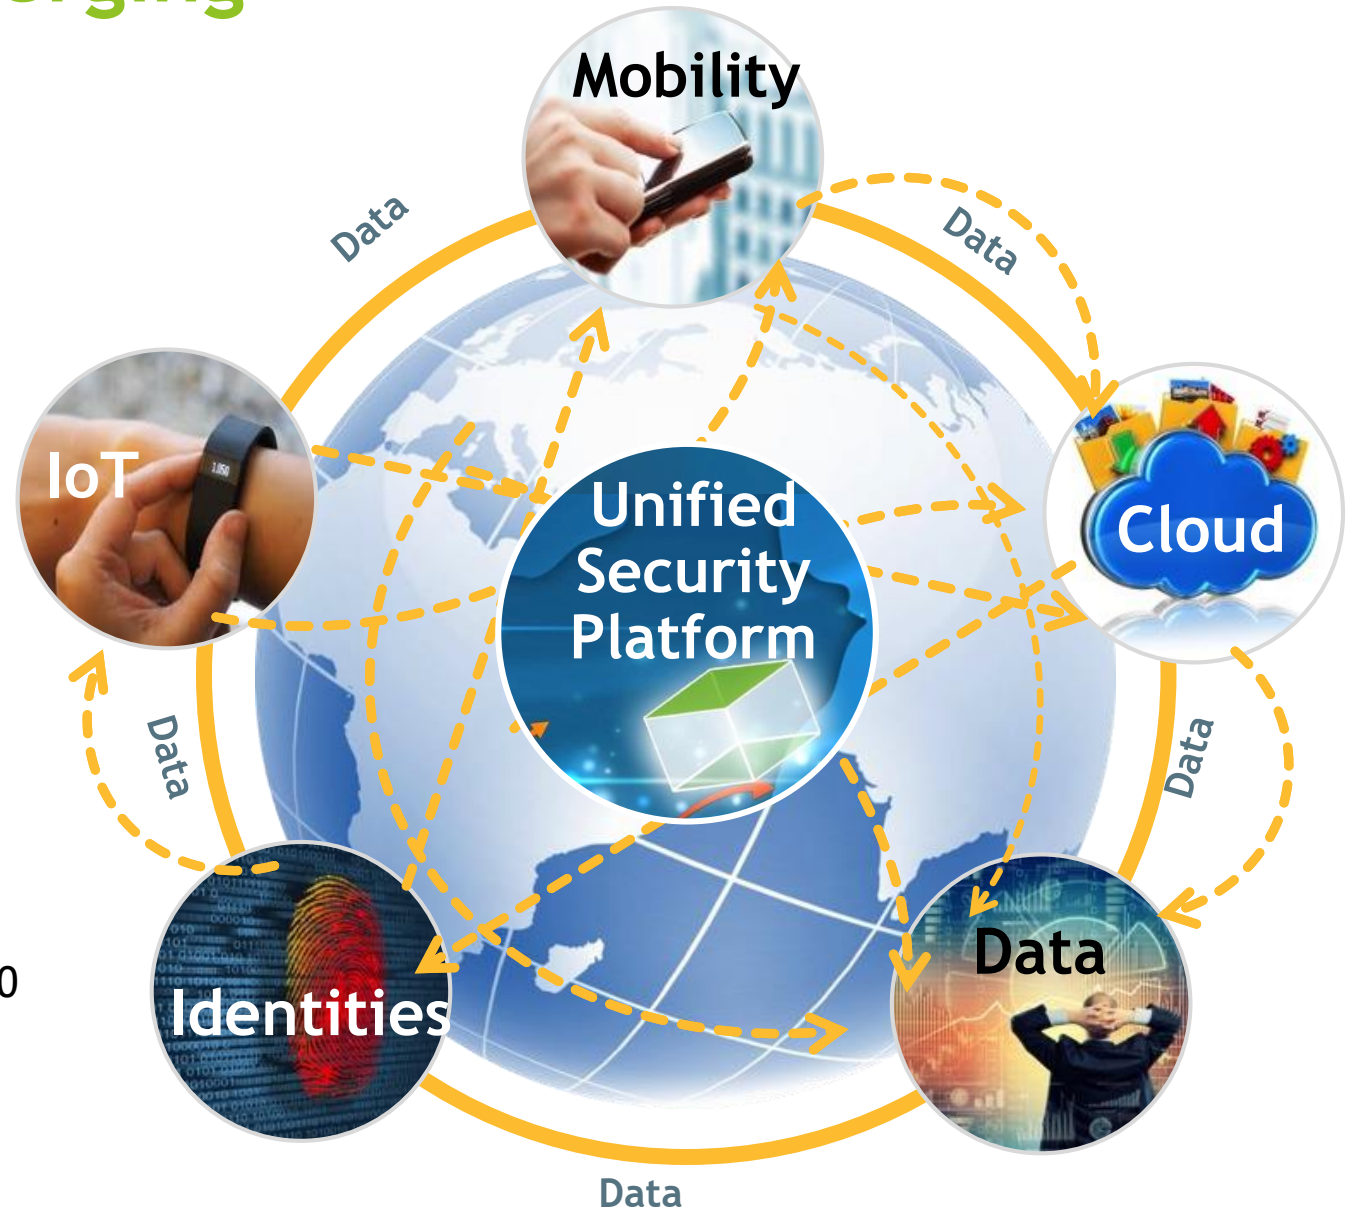 Mobility
Data
Data
IoT
Unified
Security
Platform
Cloud
Data
Data
Data
Identities
Data